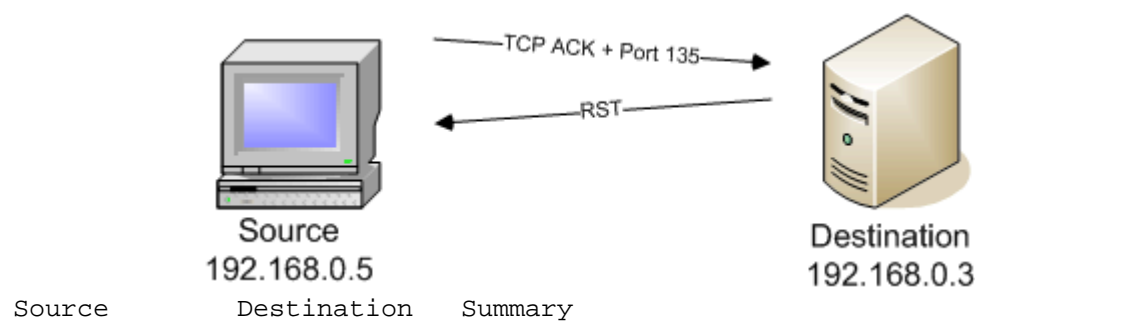 TCP ACK + Port 135
RST
Source
192.168.0.5
Destination
192.168.0.3
Source Destination Summary